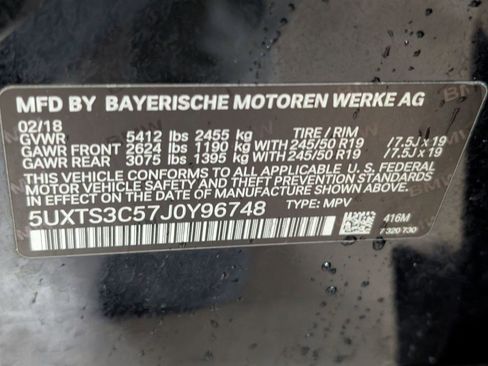 MFD BY BAYERISCHE MOTOREN WERKE AG
02/18
GVWR 5412 lbs 2455 kg TIRE / RIM
GAWR FRONT 2624 lbs 1190 kg WITH 245/50 R19 /7.5J x 19
GAWR REAR 3075 lbs 1395 kg WITH 245/50 R19 /7.5J x 19
THIS VEHICLE CONFORMS TO ALL APPLICABLE U.S. FEDERAL
MOTOR VEHICLE SAFETY STANDARDS
IN EFFECT ON THE DATE OF MANUFACTURE SHOWN ABOVE.
5UXTS3C57J0Y96748 TYPE: MPV
416M
7 320 730